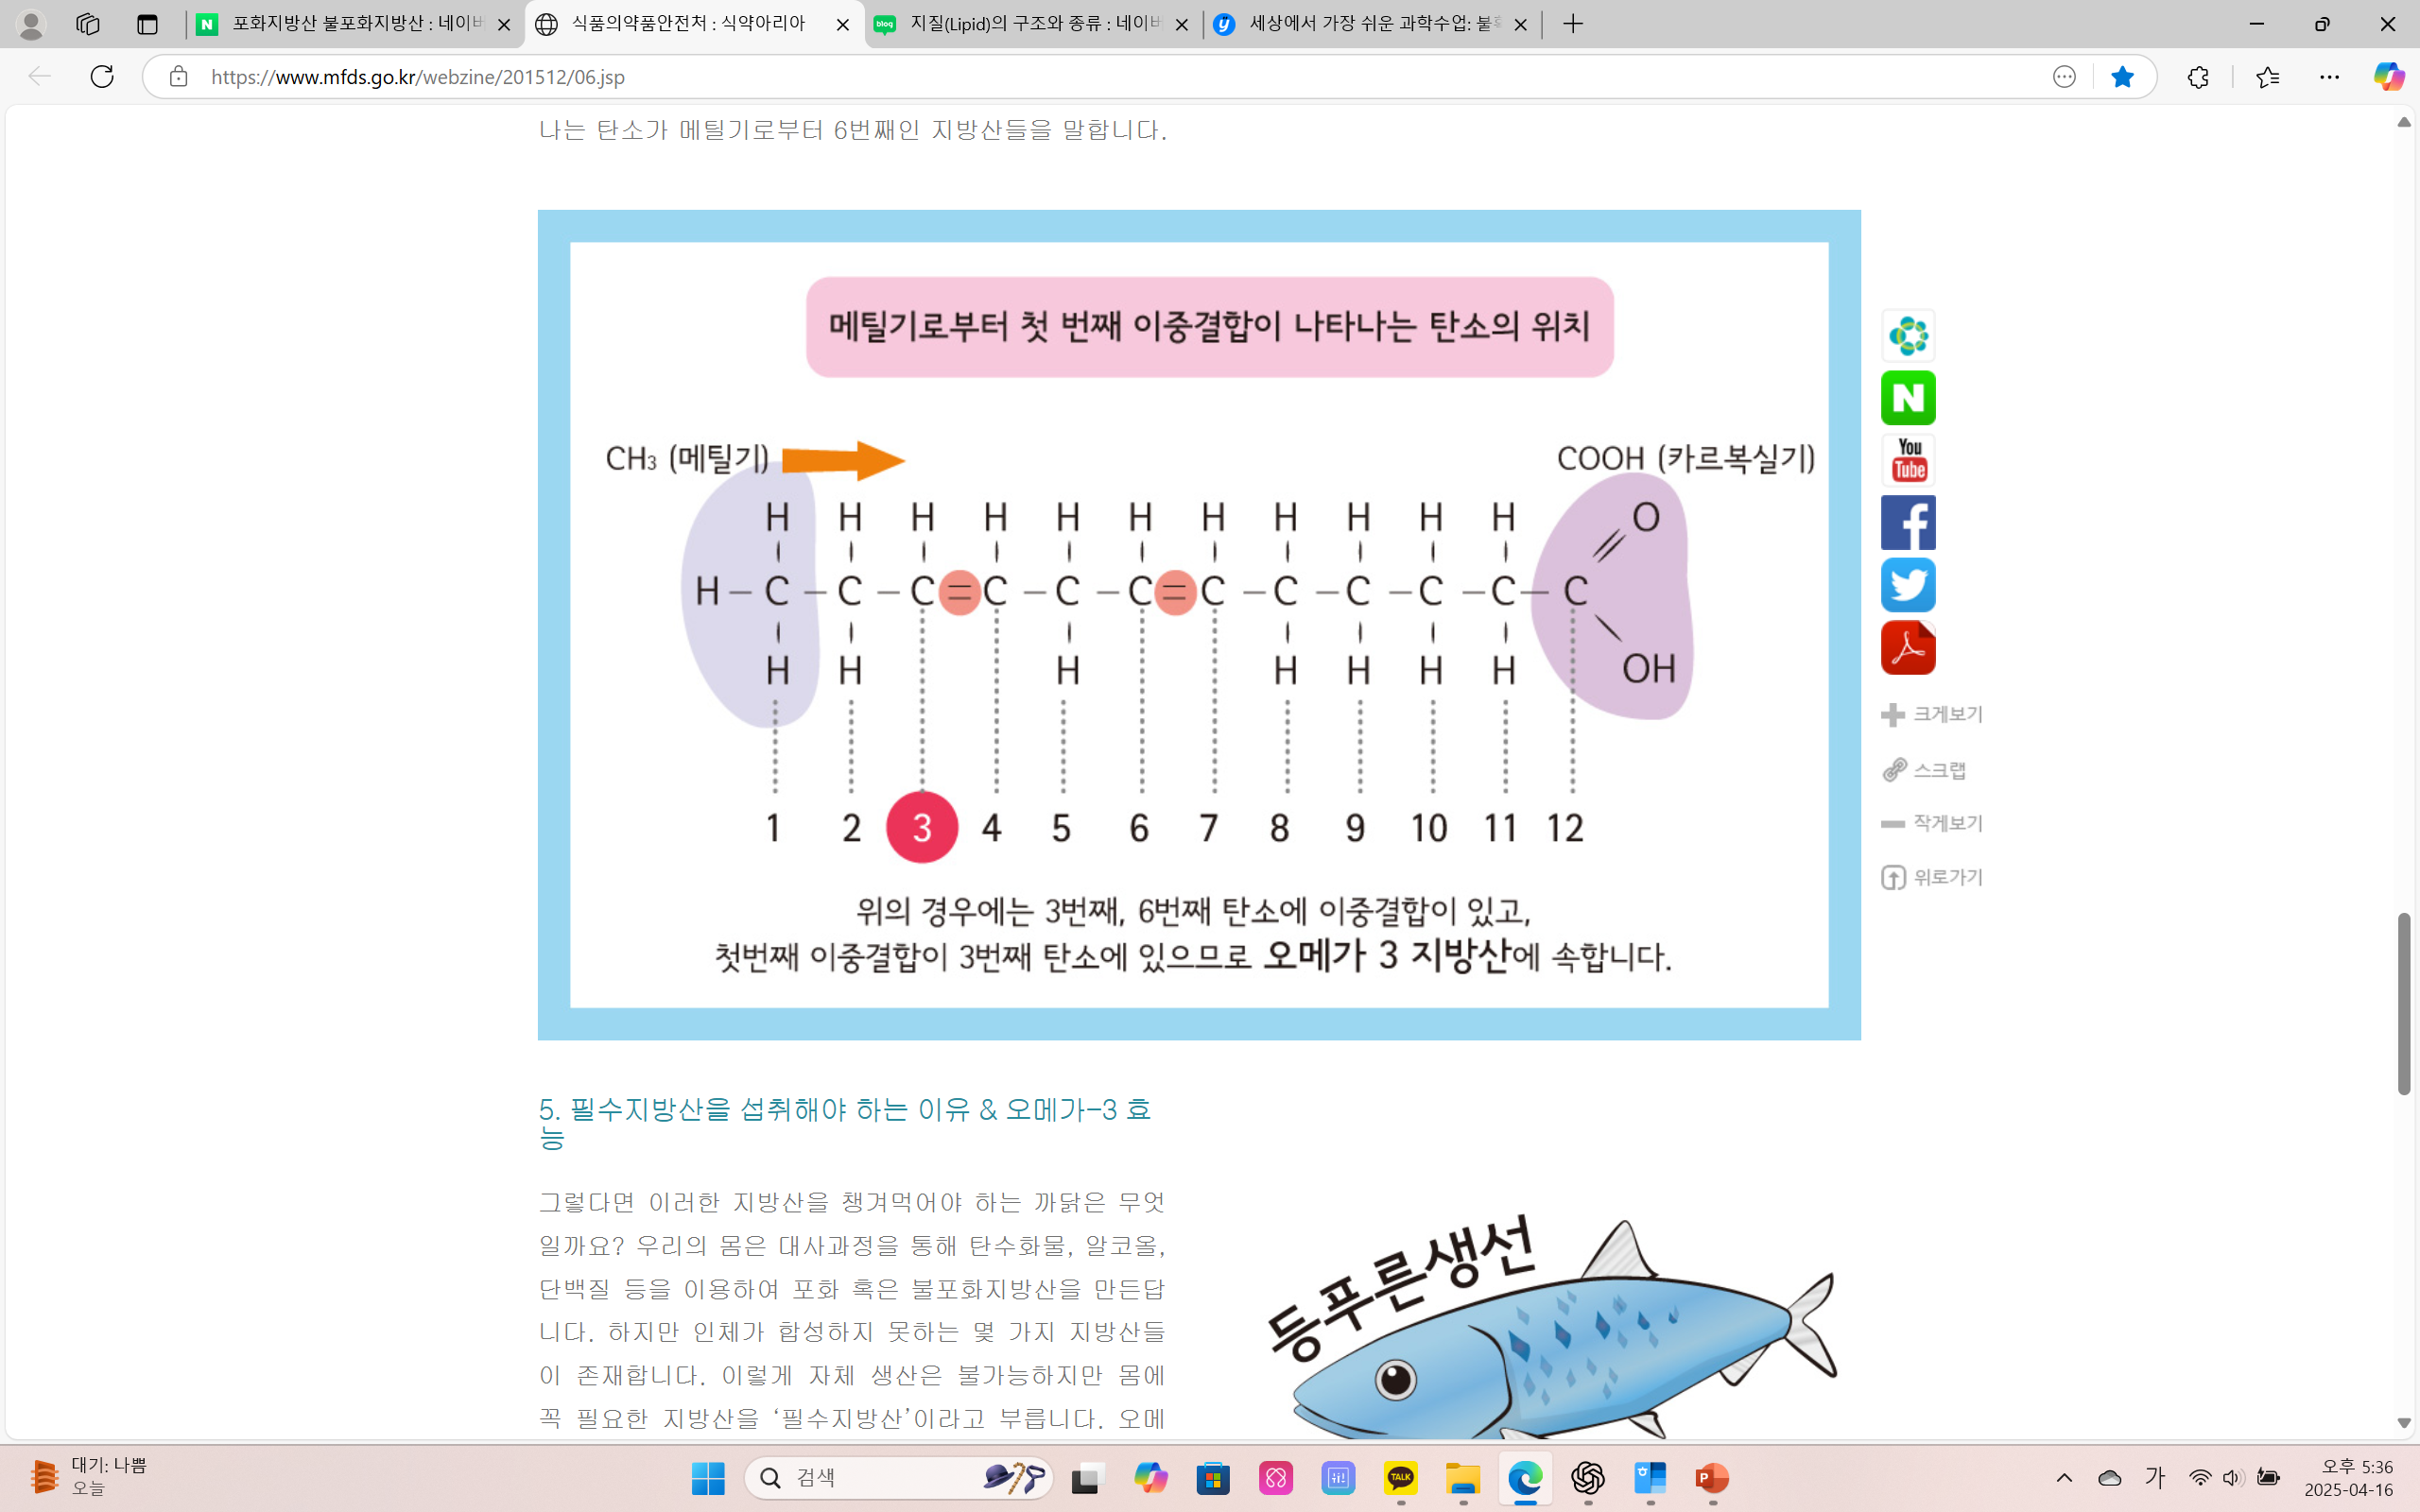 포화지방산 불포화지방산 : 네이버
식품의약품안전처 : 식약아리아
지질(Lipid)의 구조와 종류 : 네이버
세상에서 가장 쉬운 과학수업: 불확
https://www.mfds.go.kr/webzine/201512/06.jsp
나는 탄소가 메틸기로부터 6번째인 지방산들을 말합니다.
메틸기로부터 첫 번째 이중결합이 나타나는 탄소의 위치
CH₃ (메틸기)
COOH (카르복실기)
H H H H H H H H H H H O
H – C – C – C = C – C – C = C – C – C – C – C – C
H H H H H H H OH
1 2 3 4 5 6 7 8 9 10 11 12
위의 경우에는 3번째, 6번째 탄소에 이중결합이 있고,
첫번째 이중결합이 3번째 탄소에 있으므로 오메가 3 지방산에 속합니다.
N
You
Tube
f
크게보기
스크랩
작게보기
위로가기
5. 필수지방산을 섭취해야 하는 이유 & 오메가-3 효
능
그렇다면 이러한 지방산을 챙겨먹어야 하는 까닭은 무엇
일까요? 우리의 몸은 대사과정을 통해 탄수화물, 알코올,
단백질 등을 이용하여 포화 혹은 불포화지방산을 만든답
니다. 하지만 인체가 합성하지 못하는 몇 가지 지방산들
이 존재합니다. 이렇게 자체 생산은 불가능하지만 몸에
꼭 필요한 지방산을 ‘필수지방산’이라고 부릅니다. 오메
등푸른생선
대기: 나쁨
오늘
검색
TALK
가
오후 5:36
2025-04-16